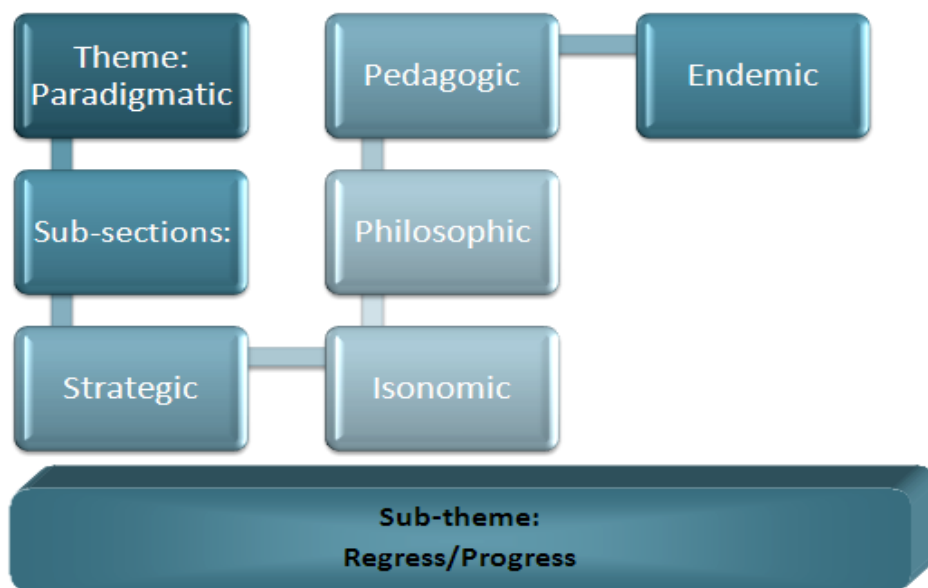 Theme:
Paradigmatic
Sub-sections:
Strategic
Isonomic
Philosophic
Pedagogic
Endemic
Sub-theme:
Regress/Progress